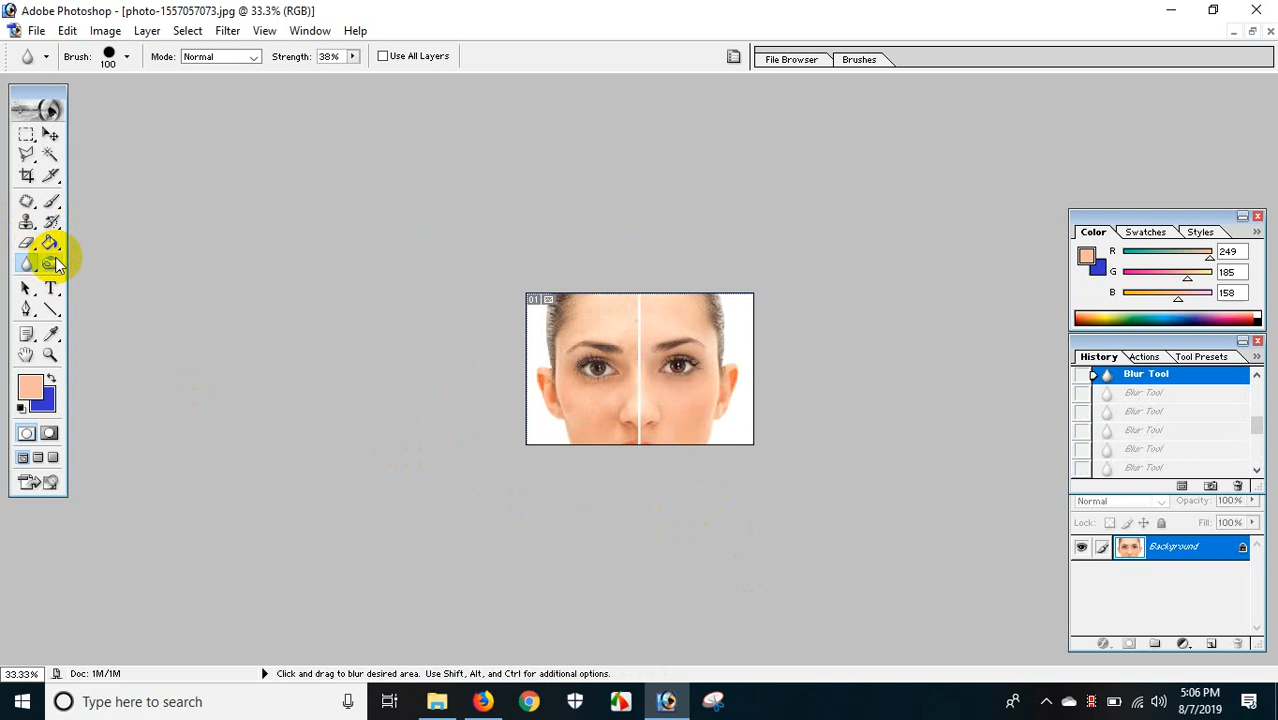 Adobe Photoshop - [photo-1557057073.jpg @ 33.3% (RGB)]
File Edit Image Layer Select Filter View Window Help
Brush: 100 Mode: Normal Strength: 38% Use All Layers File Browser Brushes
Color Swatches Styles
R 249
G 185
B 158
01
History Actions Tool Presets
Blur Tool
Blur Tool
Blur Tool
Blur Tool
Blur Tool
Blur Tool
Normal Opacity: 100%
Lock: Fill: 100%
Background
T
33.33% Doc: 1M/1M Click and drag to blur desired area. Use Shift, Alt, and Ctrl for additional options.
Type here to search
5:06 PM
8/7/2019